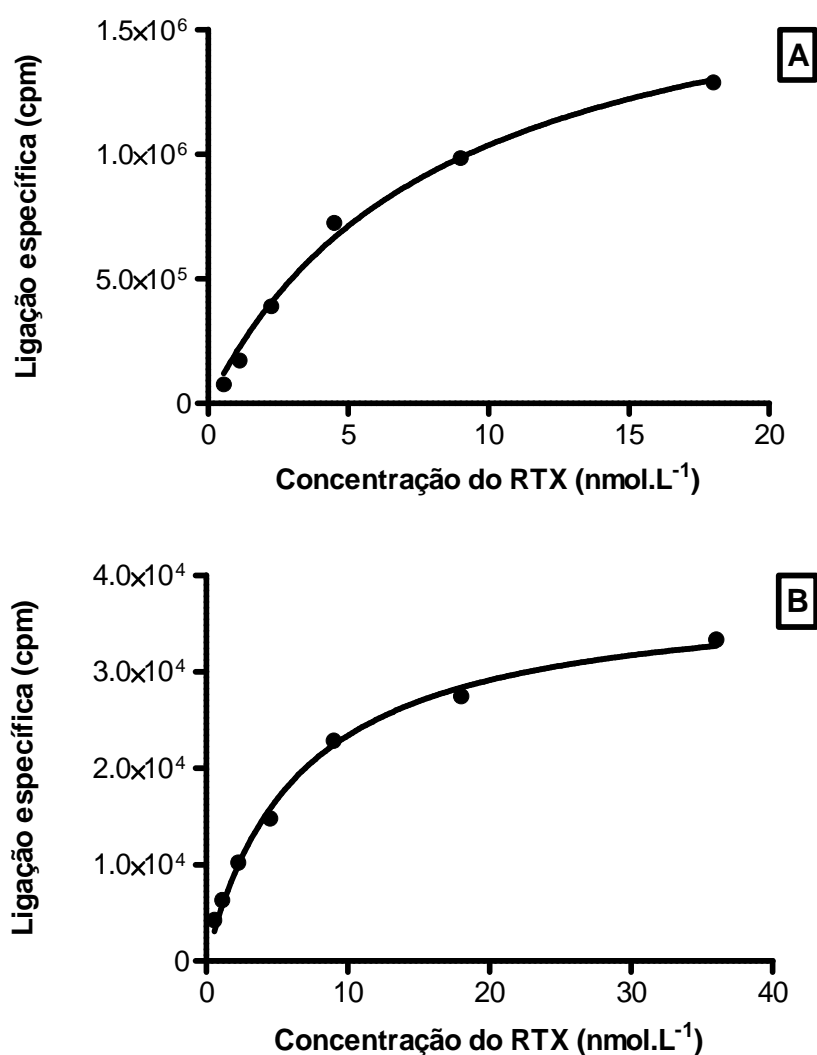 A
1.5×10⁶
1.0×10⁶
5.0×10⁵
0
Ligação específica (cpm)
0 5 10 15 20
Concentração do RTX (nmol.L⁻¹)
B
4.0×10⁴
3.0×10⁴
2.0×10⁴
1.0×10⁴
0
Ligação específica (cpm)
0 10 20 30 40
Concentração do RTX (nmol.L⁻¹)